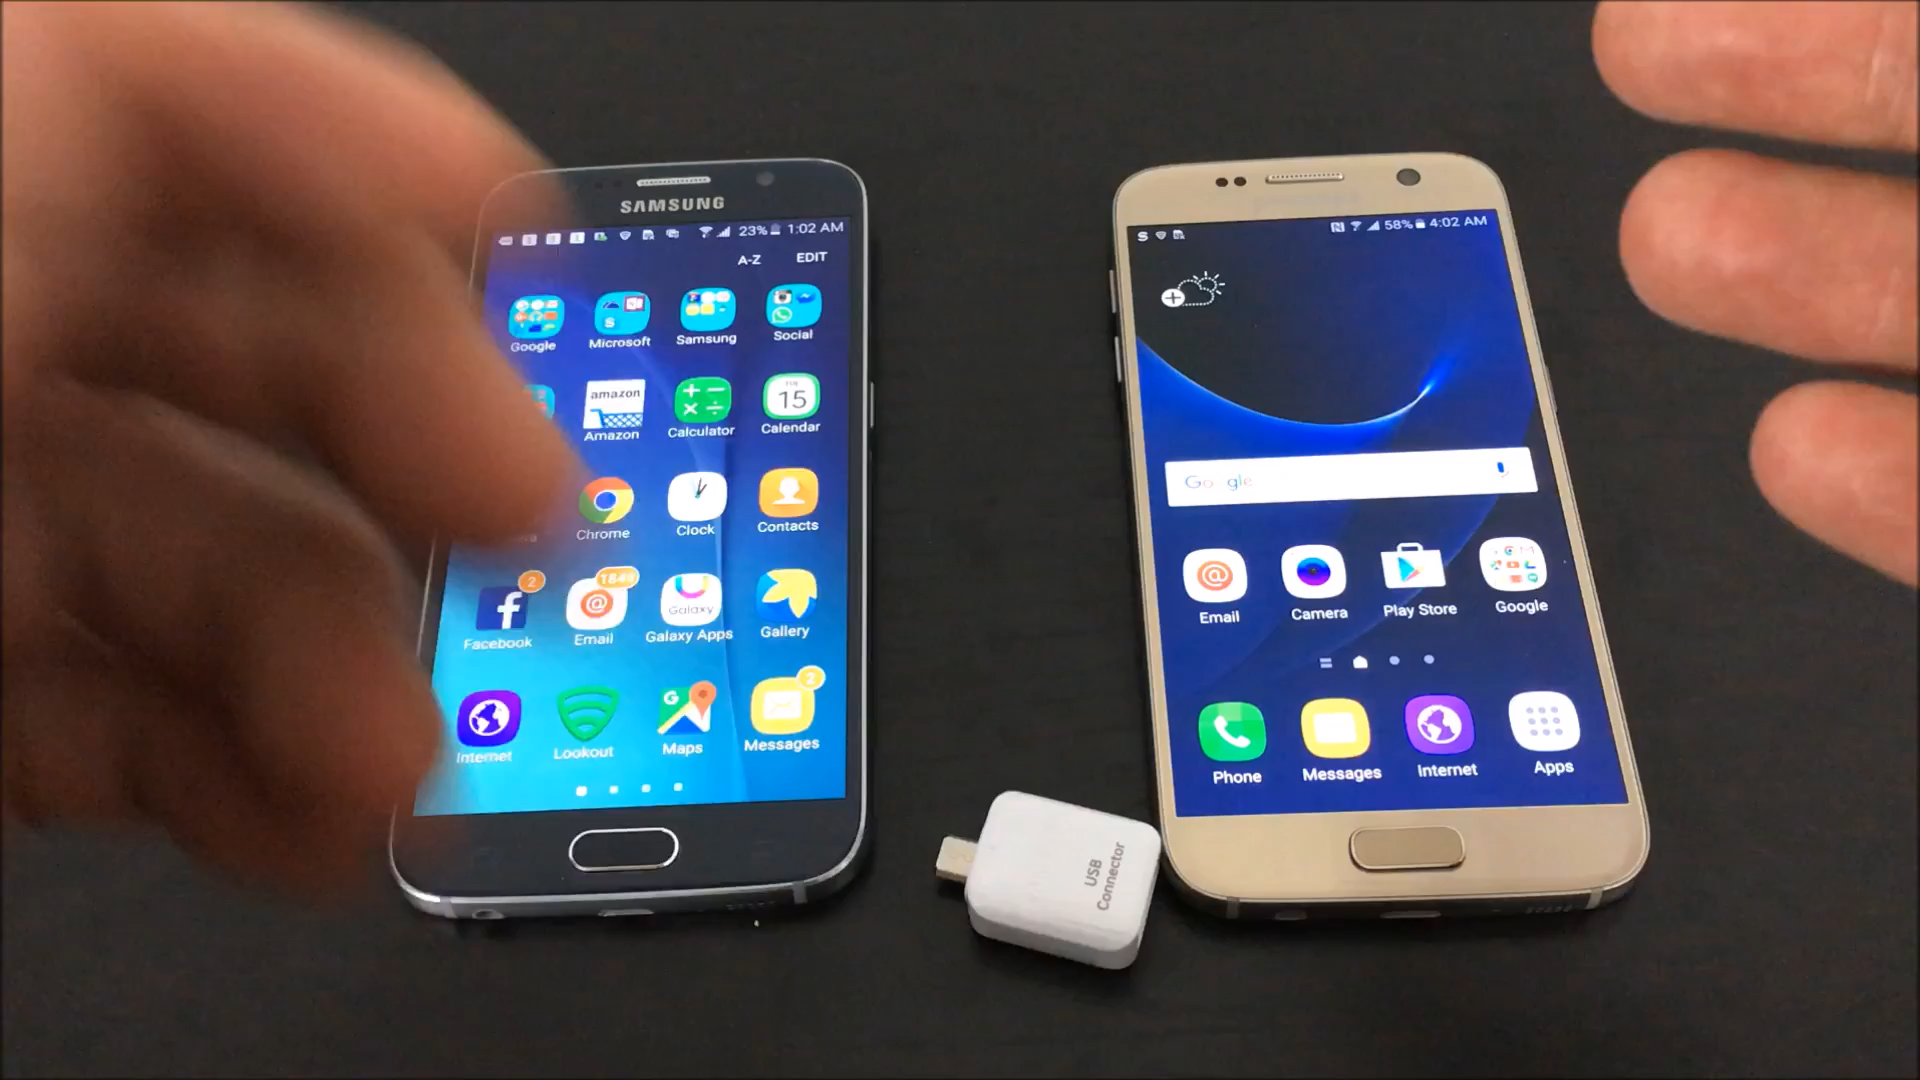 SAMSUNG
23% 1:02 AM
A-Z EDIT
Google Microsoft Samsung Social
amazon
15
Amazon Calculator Calendar
Chrome Clock Contacts
2
1849
Galaxy
Facebook Email Galaxy Apps Gallery
2
Internet Lookout Maps Messages
S 58% 4:02 AM
Google
Email Camera Play Store Google
Phone Messages Internet Apps
USB
Connector